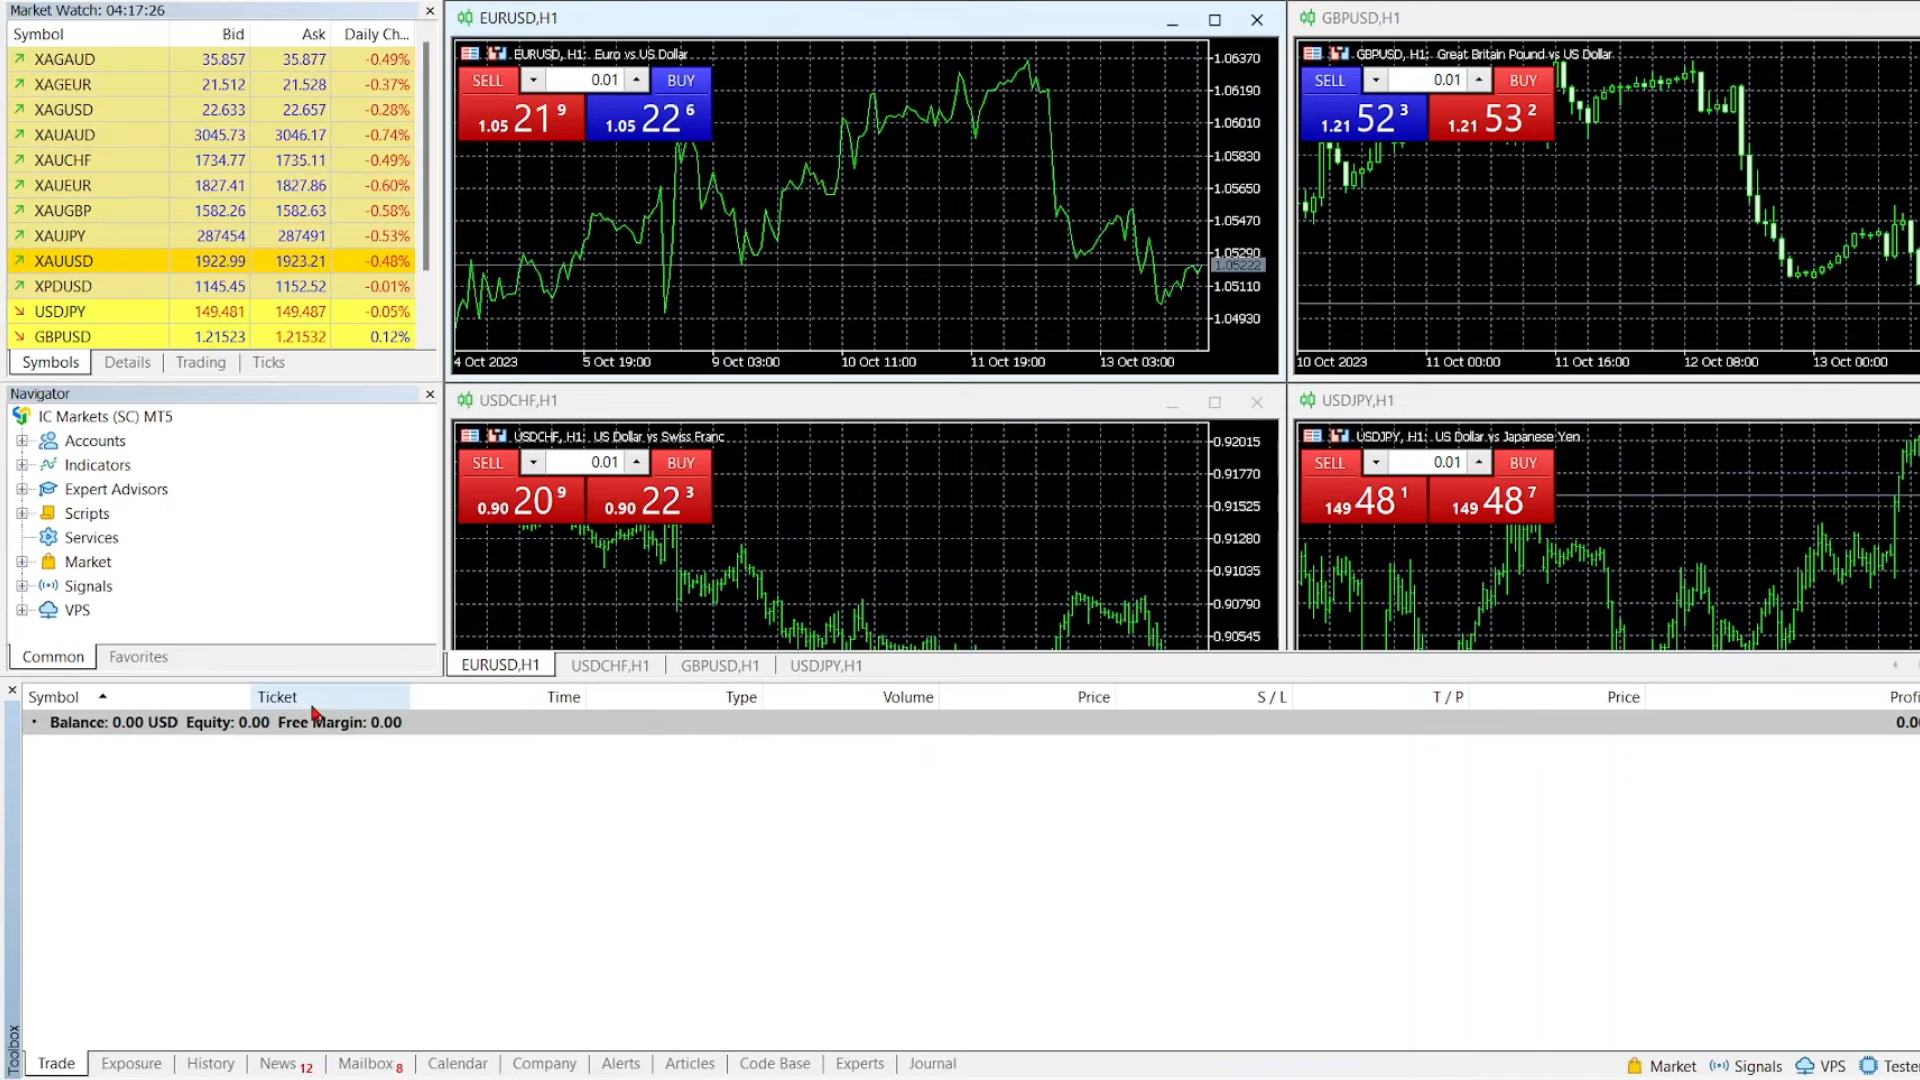 Market Watch: 04:17:26
Symbol Bid Ask Daily Ch...
XAGAUD 35.857 35.877 -0.49%
XAGEUR 21.512 21.528 -0.37%
XAGUSD 22.633 22.657 -0.28%
XAUAUD 3045.73 3046.17 -0.74%
XAUCHF 1734.77 1735.11 -0.49%
XAUEUR 1827.41 1827.86 -0.60%
XAUGBP 1582.26 1582.63 -0.58%
XAUJPY 287454 287491 -0.53%
XAUUSD 1922.99 1923.21 -0.48%
XPDUSD 1145.45 1152.52 -0.01%
USDJPY 149.481 149.487 -0.05%
GBPUSD 1.21523 1.21532 0.12%
Symbols Details Trading Ticks
Navigator
IC Markets (SC) MT5
Accounts
Indicators
Expert Advisors
Scripts
Services
Market
Signals
VPS
Common Favorites
EURUSD,H1
EURUSD, H1: Euro vs US Dollar
SELL 0.01 BUY
1.05 21 9 1.05 22 6
1.06370
1.06190
1.06010
1.05830
1.05650
1.05470
1.05290
1.05222
1.05110
1.04930
4 Oct 2023 5 Oct 19:00 9 Oct 03:00 10 Oct 11:00 11 Oct 19:00 13 Oct 03:00
GBPUSD,H1
GBPUSD, H1: Great Britain Pound vs US Dollar
SELL 0.01 BUY
1.21 52 3 1.21 53 2
10 Oct 2023 11 Oct 00:00 11 Oct 16:00 12 Oct 08:00 13 Oct 00:00
USDCHF,H1
USDCHF, H1: US Dollar vs Swiss Franc
SELL 0.01 BUY
0.90 20 9 0.90 22 3
0.92015
0.91770
0.91525
0.91280
0.91035
0.90790
0.90545
USDJPY,H1
USDJPY, H1: US Dollar vs Japanese Yen
SELL 0.01 BUY
149 48 1 149 48 7
EURUSD,H1 USDCHF,H1 GBPUSD,H1 USDJPY,H1
Symbol Ticket Time Type Volume Price S / L T / P Price Profi
Balance: 0.00 USD Equity: 0.00 Free Margin: 0.00 0.00
Toolbox
Trade Exposure History News 12 Mailbox 8 Calendar Company Alerts Articles Code Base Experts Journal
Market Signals VPS Teste